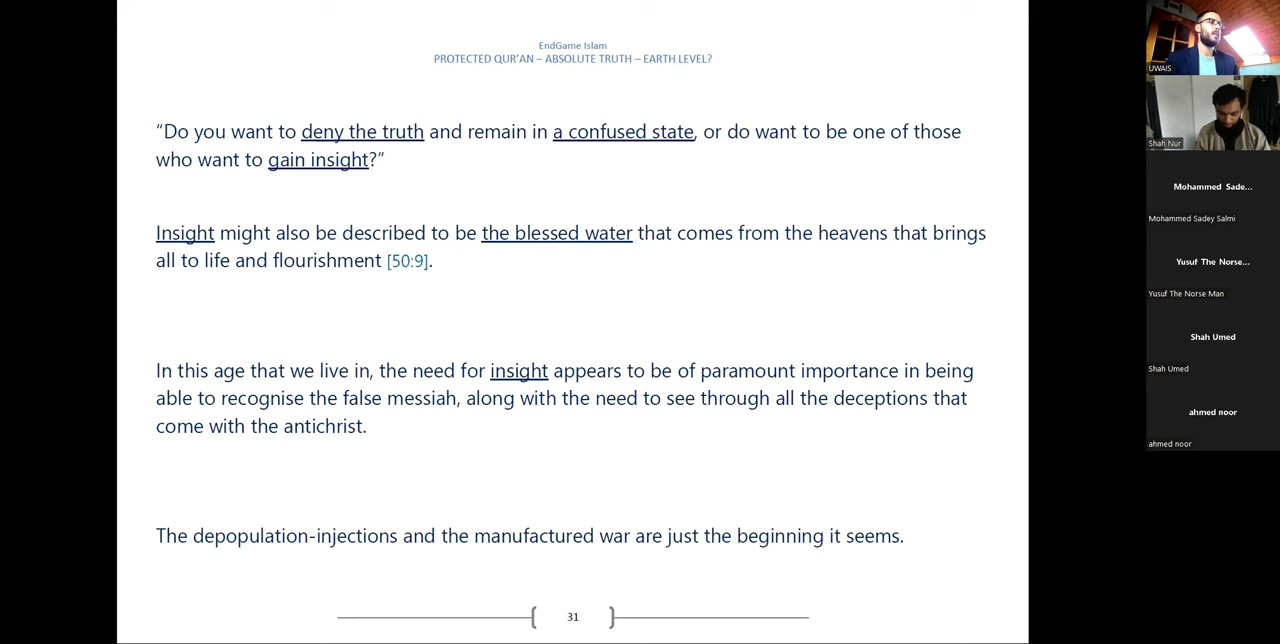 EndGame Islam
PROTECTED QUR'AN – ABSOLUTE TRUTH – EARTH LEVEL?
“Do you want to deny the truth and remain in a confused state, or do want to be one of those
who want to gain insight?”
Insight might also be described to be the blessed water that comes from the heavens that brings
all to life and flourishment [50:9].
In this age that we live in, the need for insight appears to be of paramount importance in being
able to recognise the false messiah, along with the need to see through all the deceptions that
come with the antichrist.
The depopulation-injections and the manufactured war are just the beginning it seems.
31
UWAIS
Shah Nur
Mohammed Sade...
Mohammed Sadey Salmi
Yusuf The Norse...
Yusuf The Norse Man
Shah Umed
Shah Umed
ahmed noor
ahmed noor